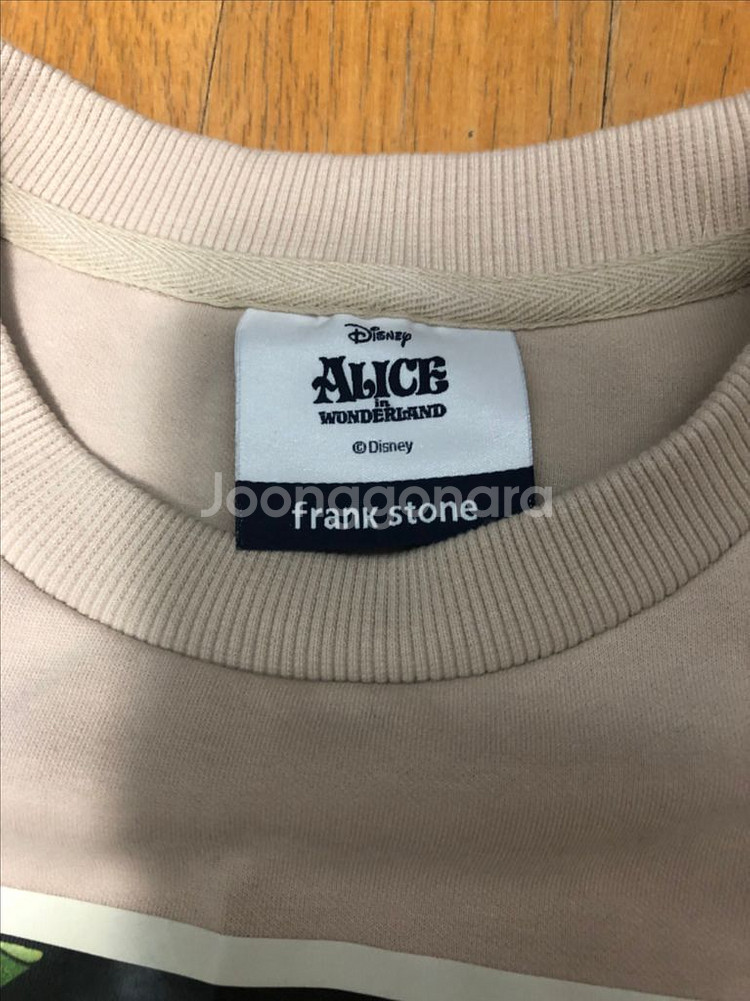 Disney
ALICE
in
WONDERLAND
©Disney
Joonggonara
frank stone